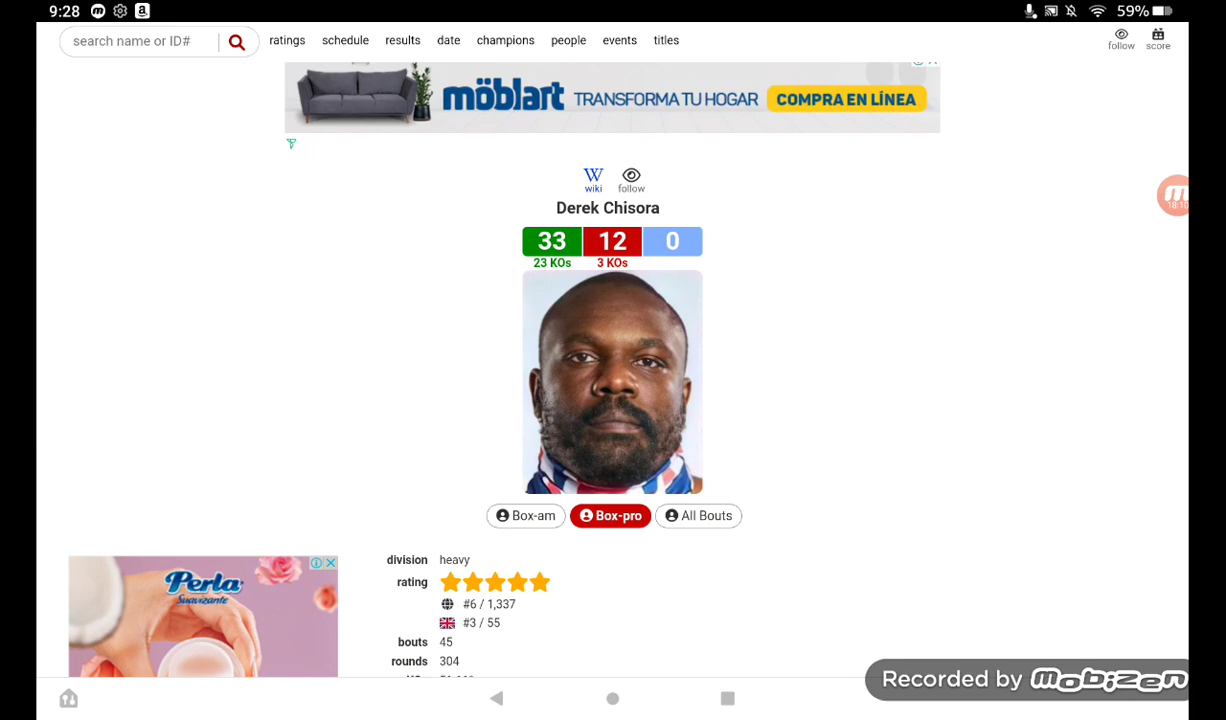 9:28
59%
search name or ID# ratings schedule results date champions people events titles
follow score
möblart TRANSFORMA TU HOGAR COMPRA EN LÍNEA
18:10
W
wiki follow
Derek Chisora
33 12 0
23 KOs 3 KOs
Box-am Box-pro All Bouts
division heavy
rating
#6 / 1,337
#3 / 55
bouts 45
rounds 304
Perla
Suavizante
Recorded by mobizen